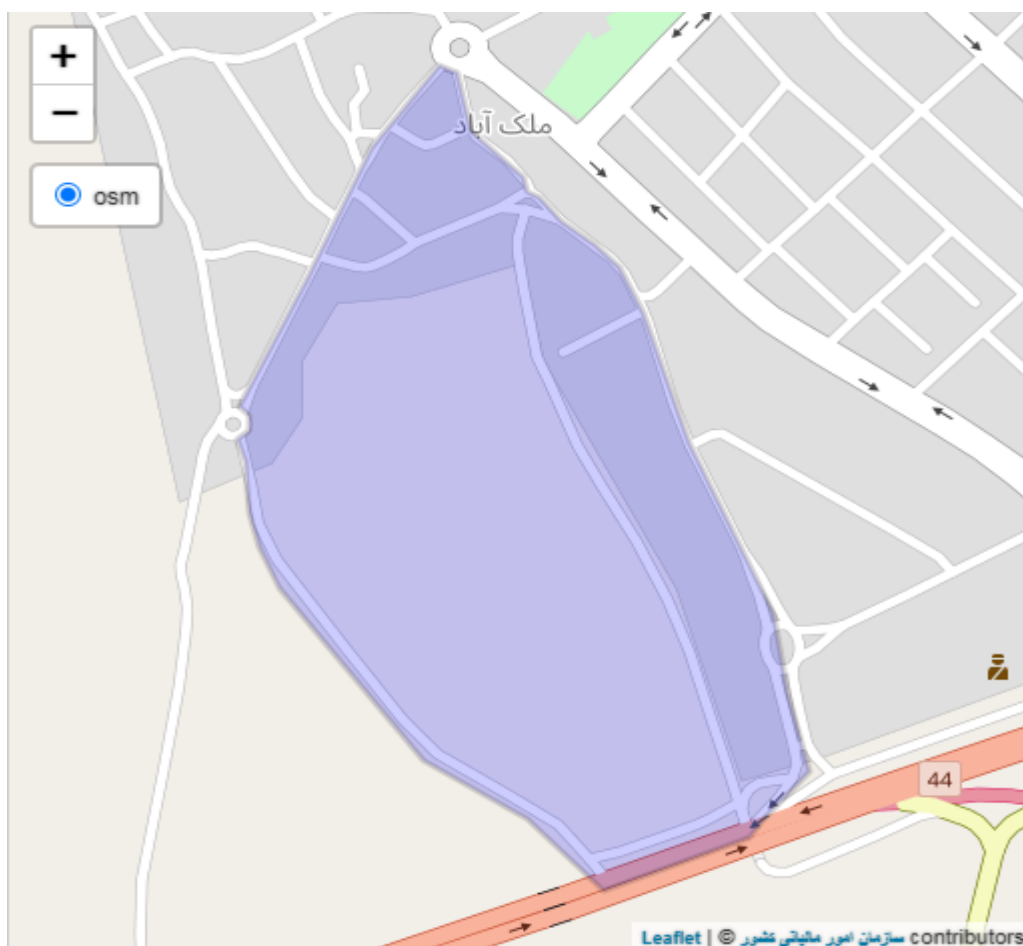 +
−
osm
ملک آباد
44
Leaflet | © سازمان امور مالیاتی کشور contributors